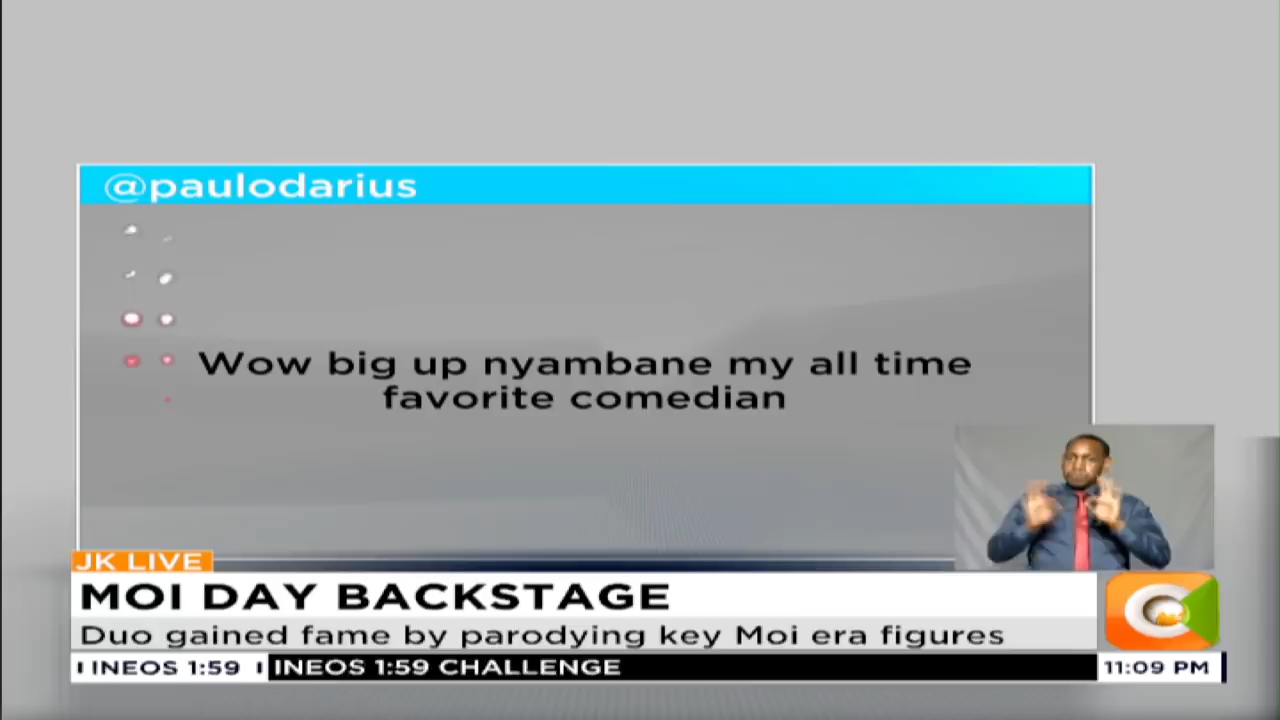 @paulodarius
Wow big up nyambane my all time
favorite comedian
JK LIVE
MOI DAY BACKSTAGE
Duo gained fame by parodying key Moi era figures
INEOS 1:59 INEOS 1:59 CHALLENGE 11:09 PM